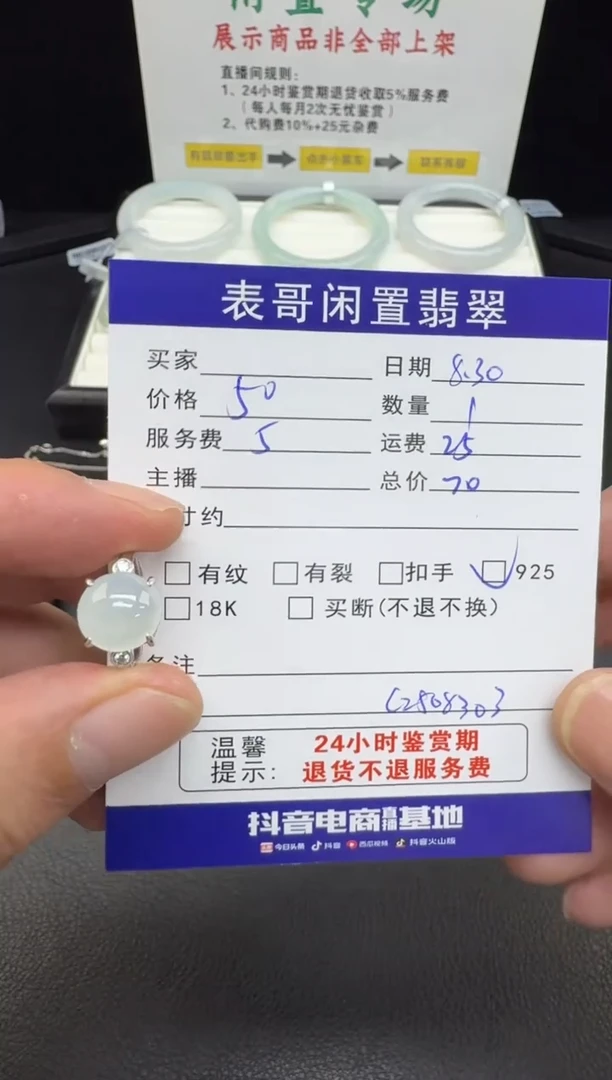 展示商品非全部上架
直播间规则:
1、24小时鉴赏期退货收取5%服务费
(每人每月2次无忧鉴赏)
2、代购费10%+25元杂费
表哥闲置翡翠
买家 日期 8.30
价格 50 数量 1
服务费 5 运费 25
主播 总价 70
寸约
有纹 有裂 扣手 925
18K 买断(不退不换)
备注
(250830)
温馨提示: 24小时鉴赏期
退货不退服务费
抖音电商直播基地
今日头条 抖音 西瓜视频 抖音火山版